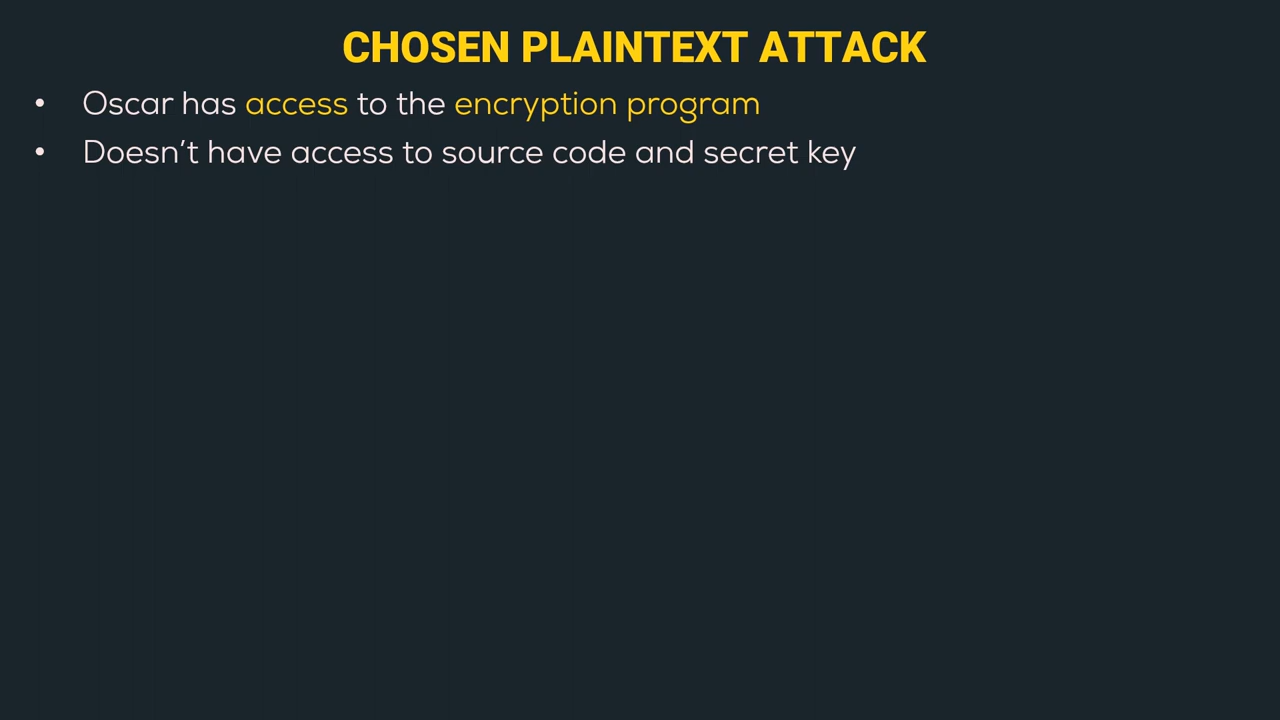 CHOSEN PLAINTEXT ATTACK
• Oscar has access to the encryption program
• Doesn’t have access to source code and secret key